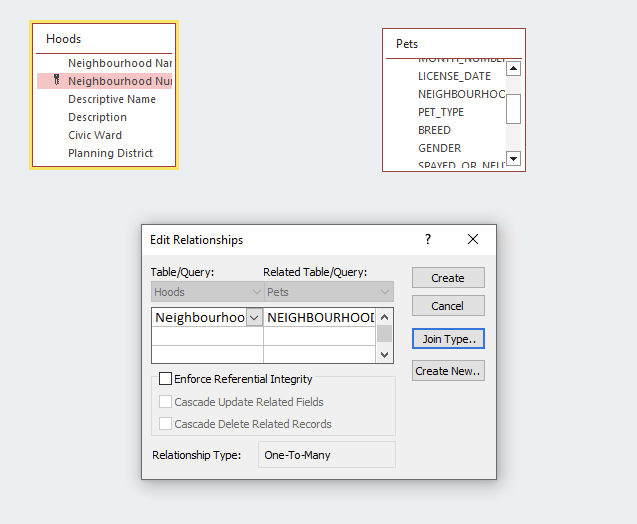 Hoods
Neighbourhood Nar
Neighbourhood Nur
Descriptive Name
Description
Civic Ward
Planning District
Pets
MONTH_NUMBER
LICENSE_DATE
NEIGHBOURHOO
PET_TYPE
BREED
GENDER
SPAYED_OR_NEU
Edit Relationships
?
Table/Query: Related Table/Query:
Hoods Pets
Neighbourhoo NEIGHBOURHOOD
Create
Cancel
Join Type..
Create New..
Enforce Referential Integrity
Cascade Update Related Fields
Cascade Delete Related Records
Relationship Type: One-To-Many